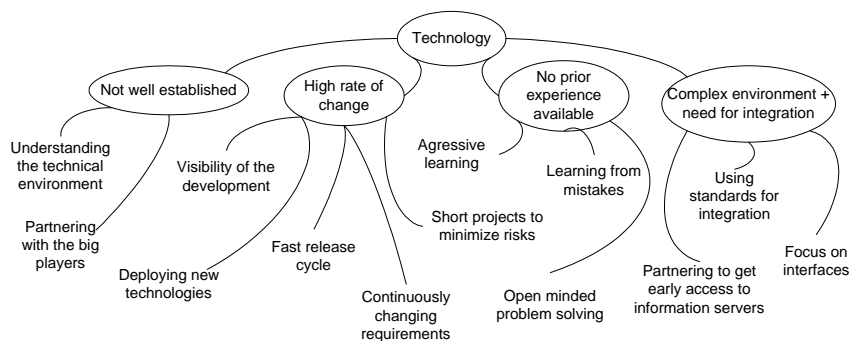 Technology
Not well established
High rate of
change
No prior
experience
available
Complex environment +
need for integration
Understanding
the technical
environment
Partnering
with the big
players
Visibility of the
development
Deploying new
technologies
Fast release
cycle
Continuously
changing
requirements
Short projects to
minimize risks
Agressive
learning
Learning from
mistakes
Open minded
problem solving
Partnering to get
early access to
information servers
Using
standards for
integration
Focus on
interfaces